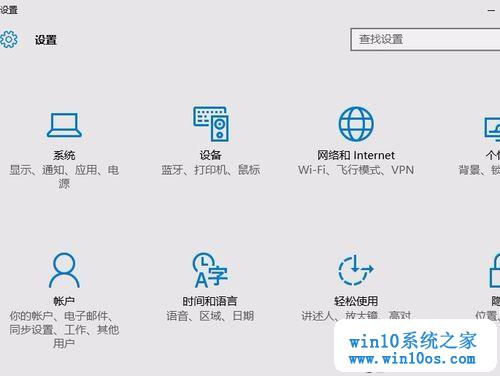 设置
设置
查找设置
系统
显示、通知、应用、电
源
设备
蓝牙、打印机、鼠标
网络和 Internet
Wi-Fi、飞行模式、VPN
个
背景、锁
帐户
你的帐户、电子邮件、
同步设置、工作、其他
用户
时间和语言
语音、区域、日期
轻松使用
讲述人、放大镜、高对
位置、
win10系统之家
www.win10os.com